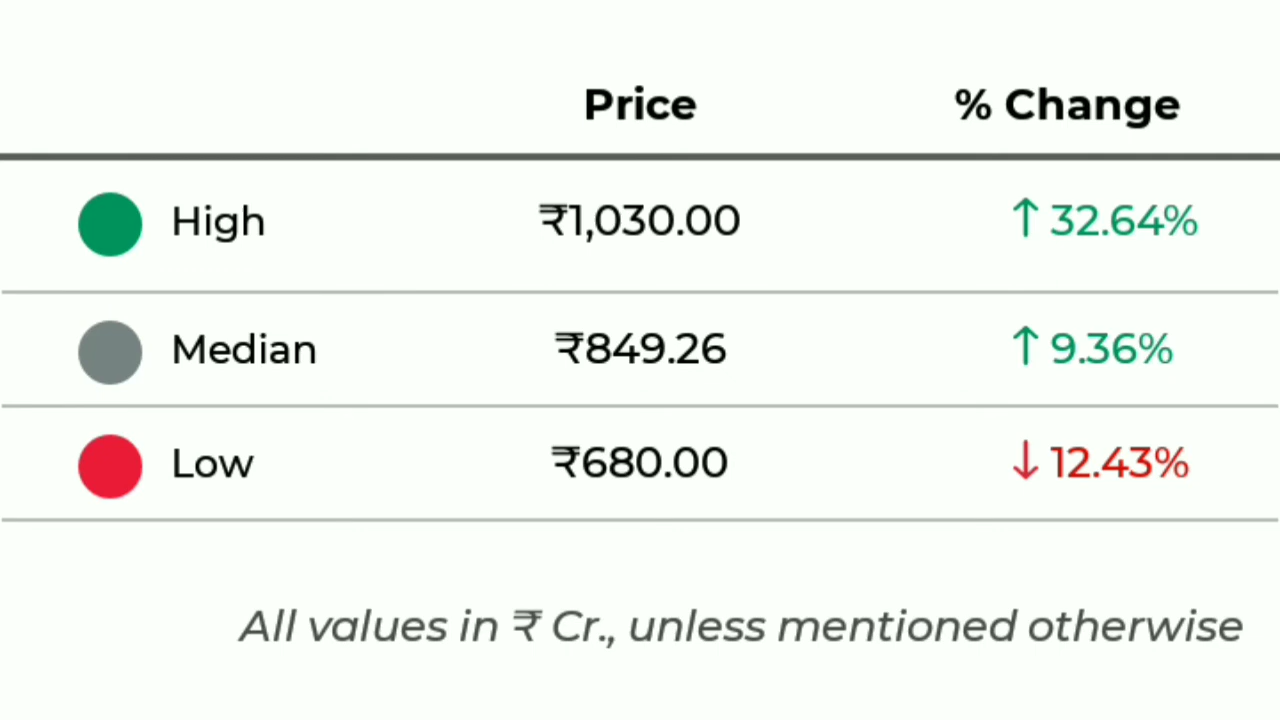 Price % Change
High ₹1,030.00 ↑ 32.64%
Median ₹849.26 ↑ 9.36%
Low ₹680.00 ↓ 12.43%
All values in ₹ Cr., unless mentioned otherwise